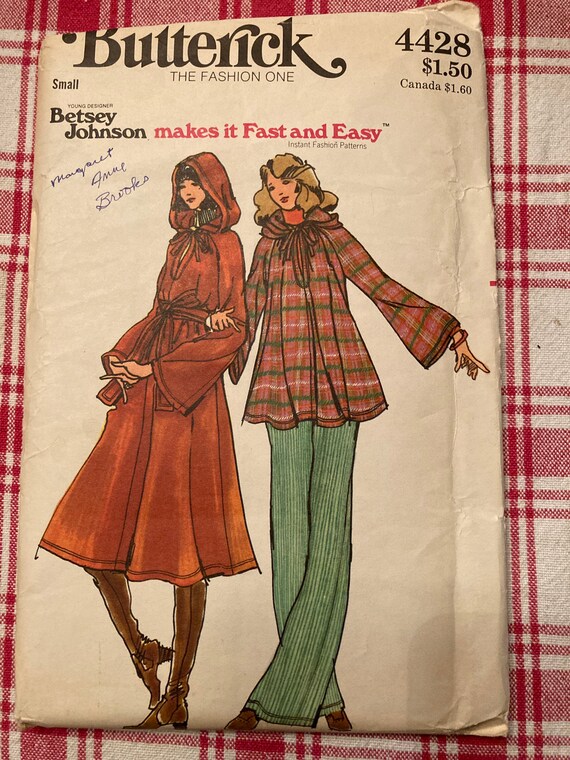 Butterick
THE FASHION ONE
4428
$1.50
Canada $1.60
Small
YOUNG DESIGNER
Betsey
Johnson makes it Fast and Easy™
Instant Fashion Patterns
Margaret
Anne
Brooks